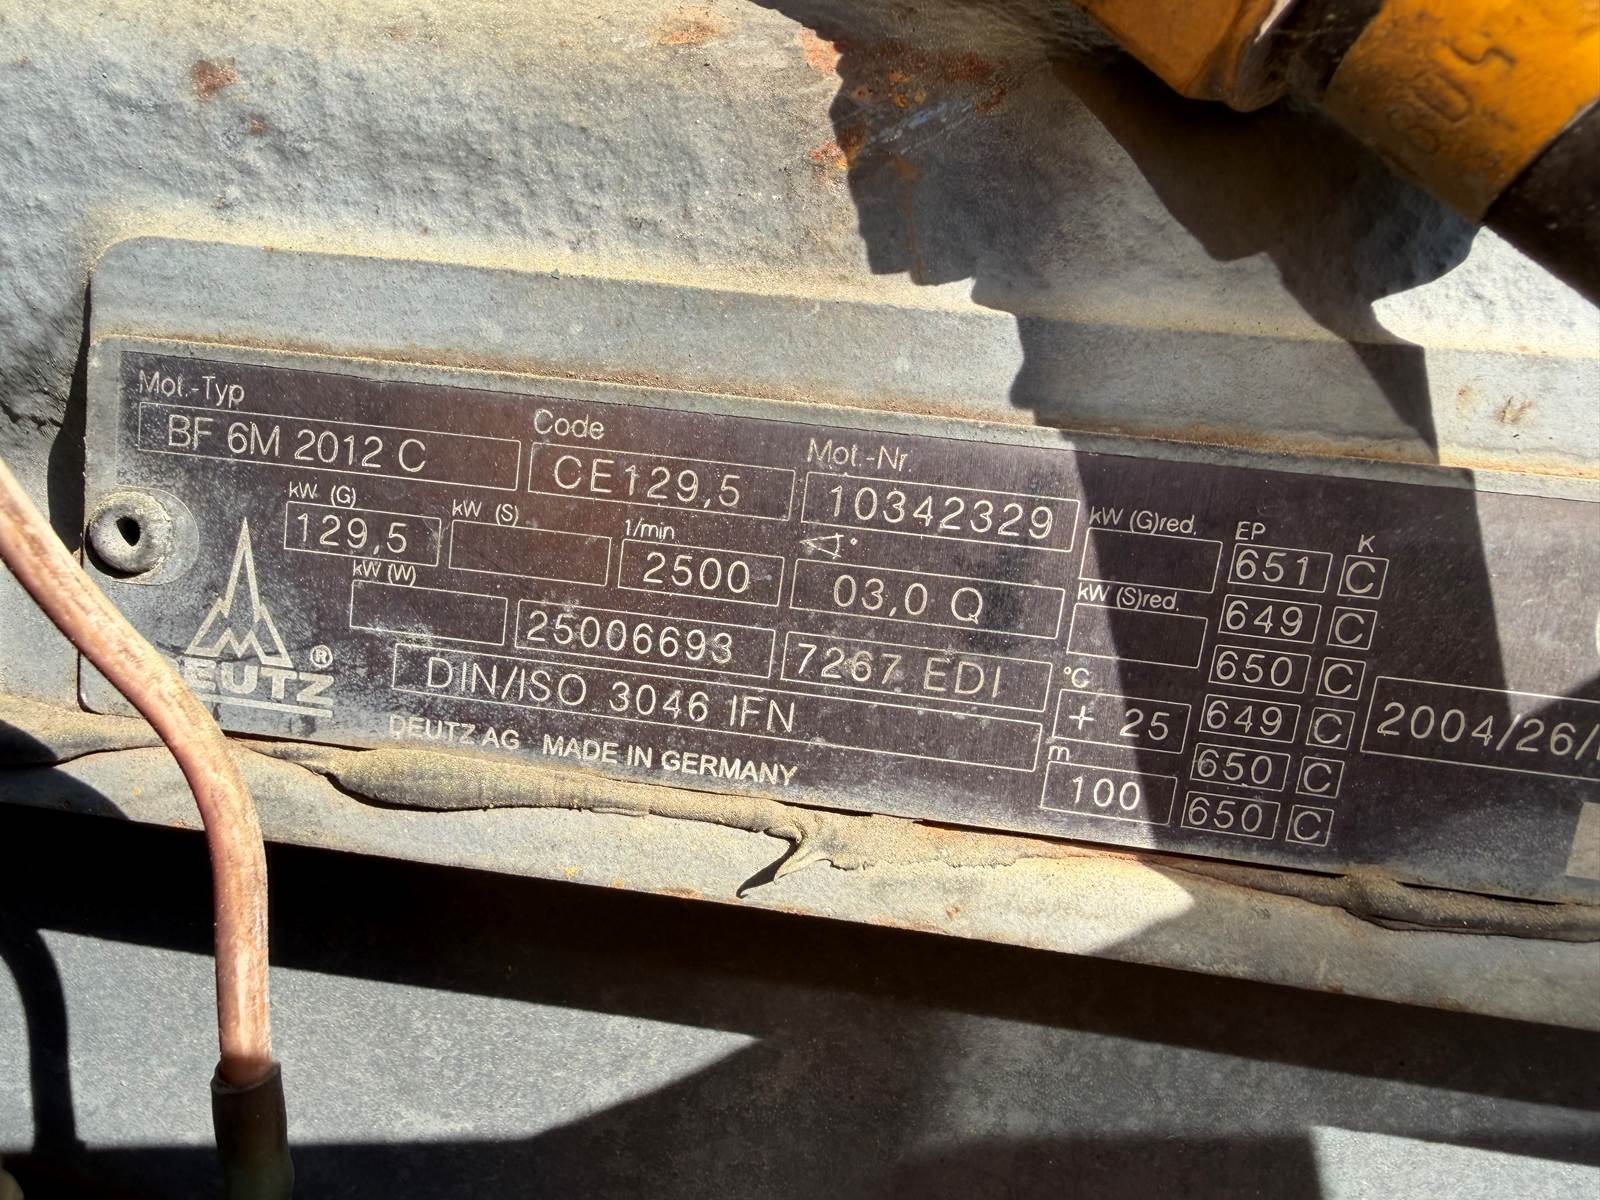 Mot.-Typ
BF 6M 2012 C
Code
CE129,5
Mot.-Nr.
10342329
kW (G)
129,5
kW (S)
1/min
2500
03,0 Q
kW (G)red.
EP
K
651 C
kW (W)
25006693
7267 EDI
kW (S)red.
649 C
650 C
DEUTZ ®
DIN/ISO 3046 IFN
°C
+ 25
649 C
2004/26/
DEUTZ AG MADE IN GERMANY
m
100
650 C
650 C